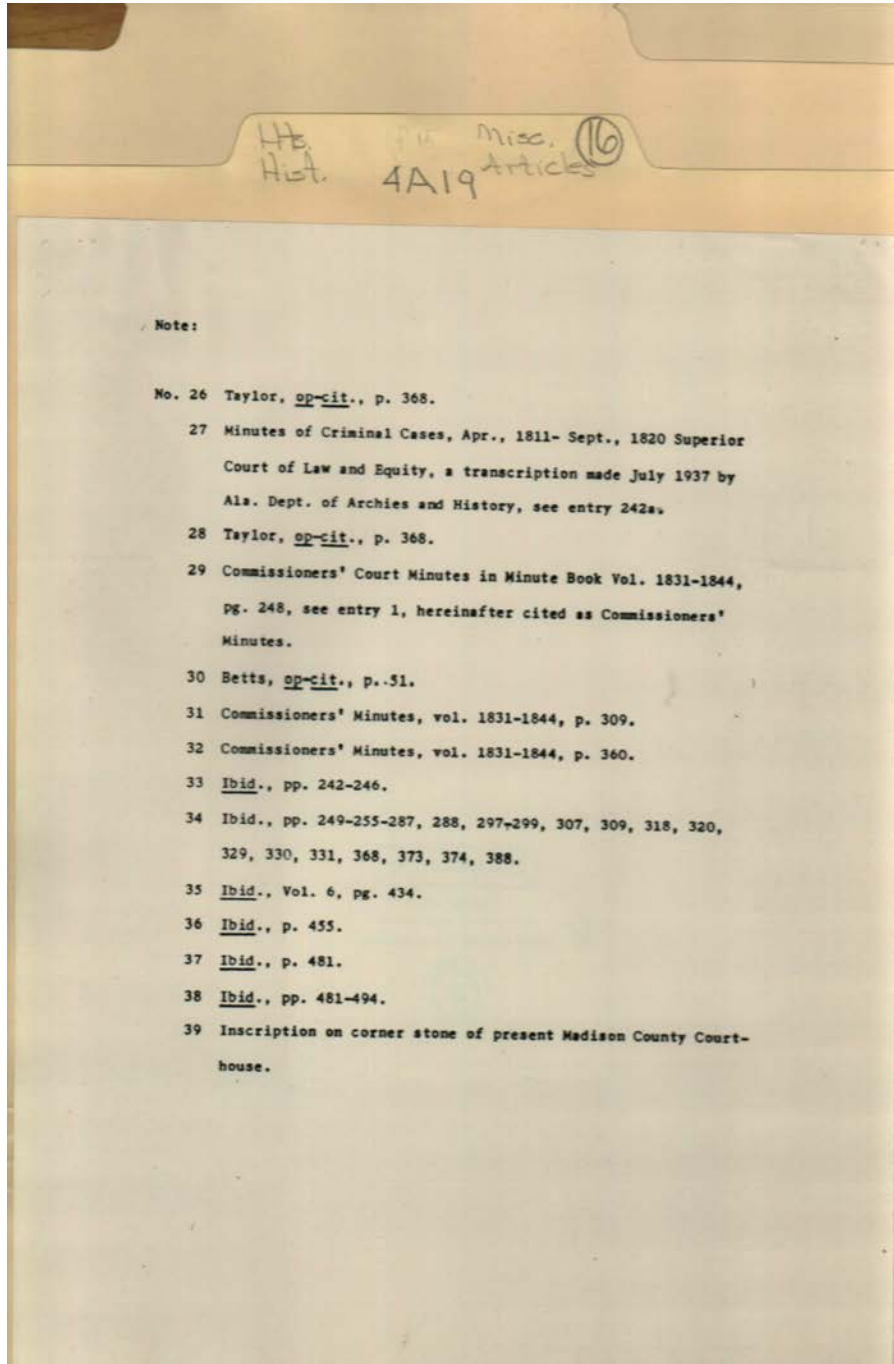 Hts. Misc. 16
Hist. 4A19 Articles
Note:
No. 26 Taylor, op-cit., p. 368.
27 Minutes of Criminal Cases, Apr., 1811- Sept., 1820 Superior
Court of Law and Equity, a transcription made July 1937 by
Ala. Dept. of Archies and History, see entry 242a.
28 Taylor, op-cit., p. 368.
29 Commissioners' Court Minutes in Minute Book Vol. 1831-1844,
pg. 248, see entry 1, hereinafter cited as Commissioners'
Minutes.
30 Betts, op-cit., p. 51.
31 Commissioners' Minutes, vol. 1831-1844, p. 309.
32 Commissioners' Minutes, vol. 1831-1844, p. 360.
33 Ibid., pp. 242-246.
34 Ibid., pp. 249-255-287, 288, 297-299, 307, 309, 318, 320,
329, 330, 331, 368, 373, 374, 388.
35 Ibid., Vol. 6, pg. 434.
36 Ibid., p. 455.
37 Ibid., p. 481.
38 Ibid., pp. 481-494.
39 Inscription on corner stone of present Madison County Court-
house.